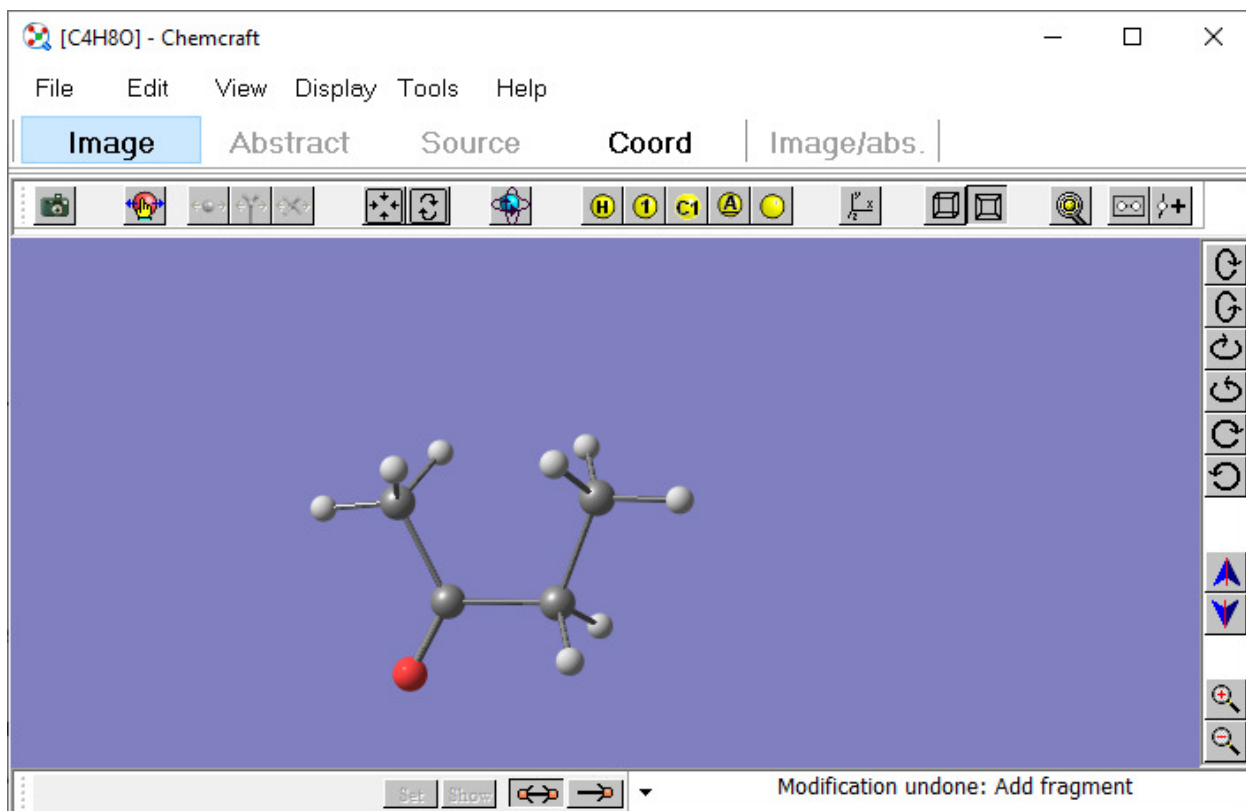 [C4H8O] - Chemcraft
File Edit View Display Tools Help
Image Abstract Source Coord Image/abs.
H 1 C1 A y x z
Set Show Modification undone: Add fragment